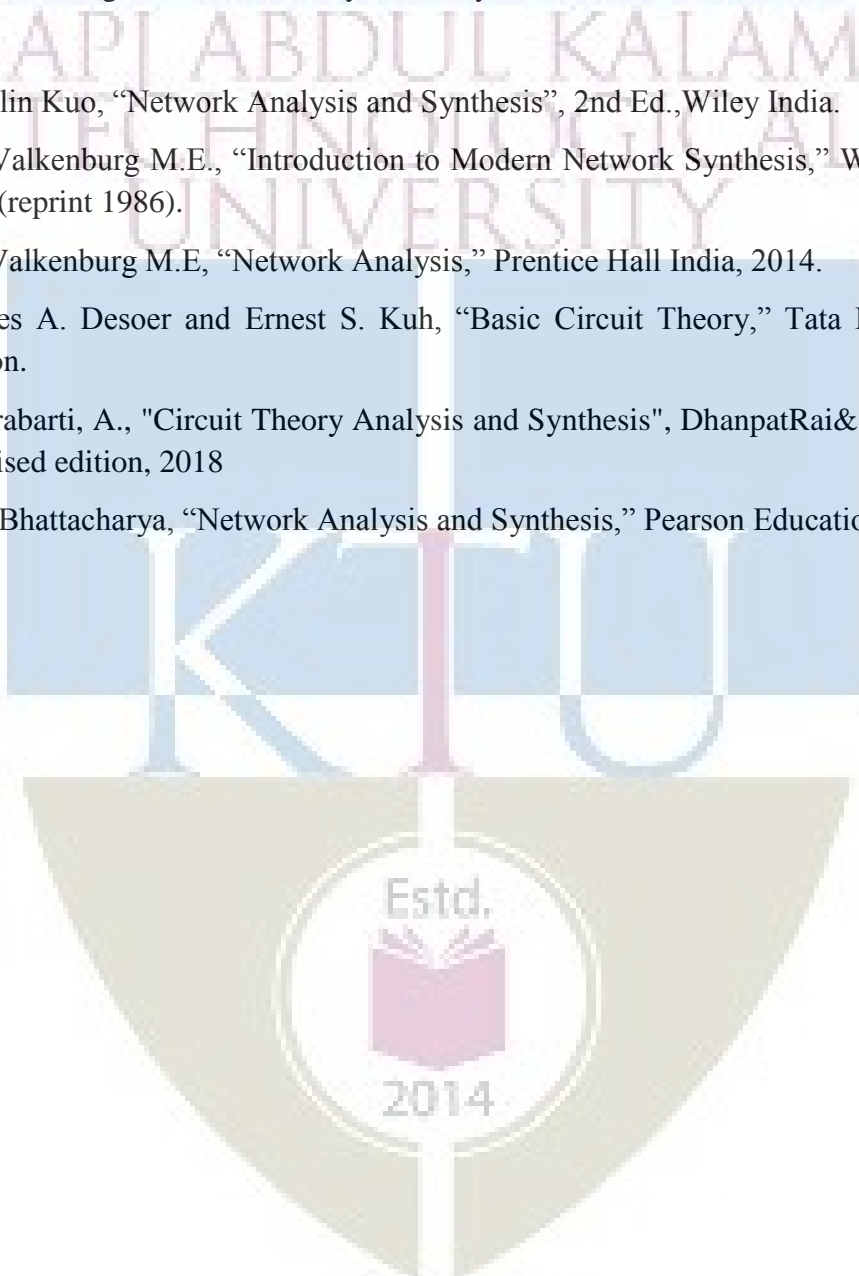 API ABDUL KALAM
lin Kuo, “Network Analysis and Synthesis”, 2nd Ed.,Wiley India.
TECHNOLOGICAL
Valkenburg M.E., “Introduction to Modern Network Synthesis,” W
UNIVERSITY
(reprint 1986).
Valkenburg M.E, “Network Analysis,” Prentice Hall India, 2014.
es A. Desoer and Ernest S. Kuh, “Basic Circuit Theory,” Tata
on.
rabarti, A., "Circuit Theory Analysis and Synthesis", DhanpatRai&
ised edition, 2018
Bhattacharya, “Network Analysis and Synthesis,” Pearson Educatio
KTU
Estd.
2014